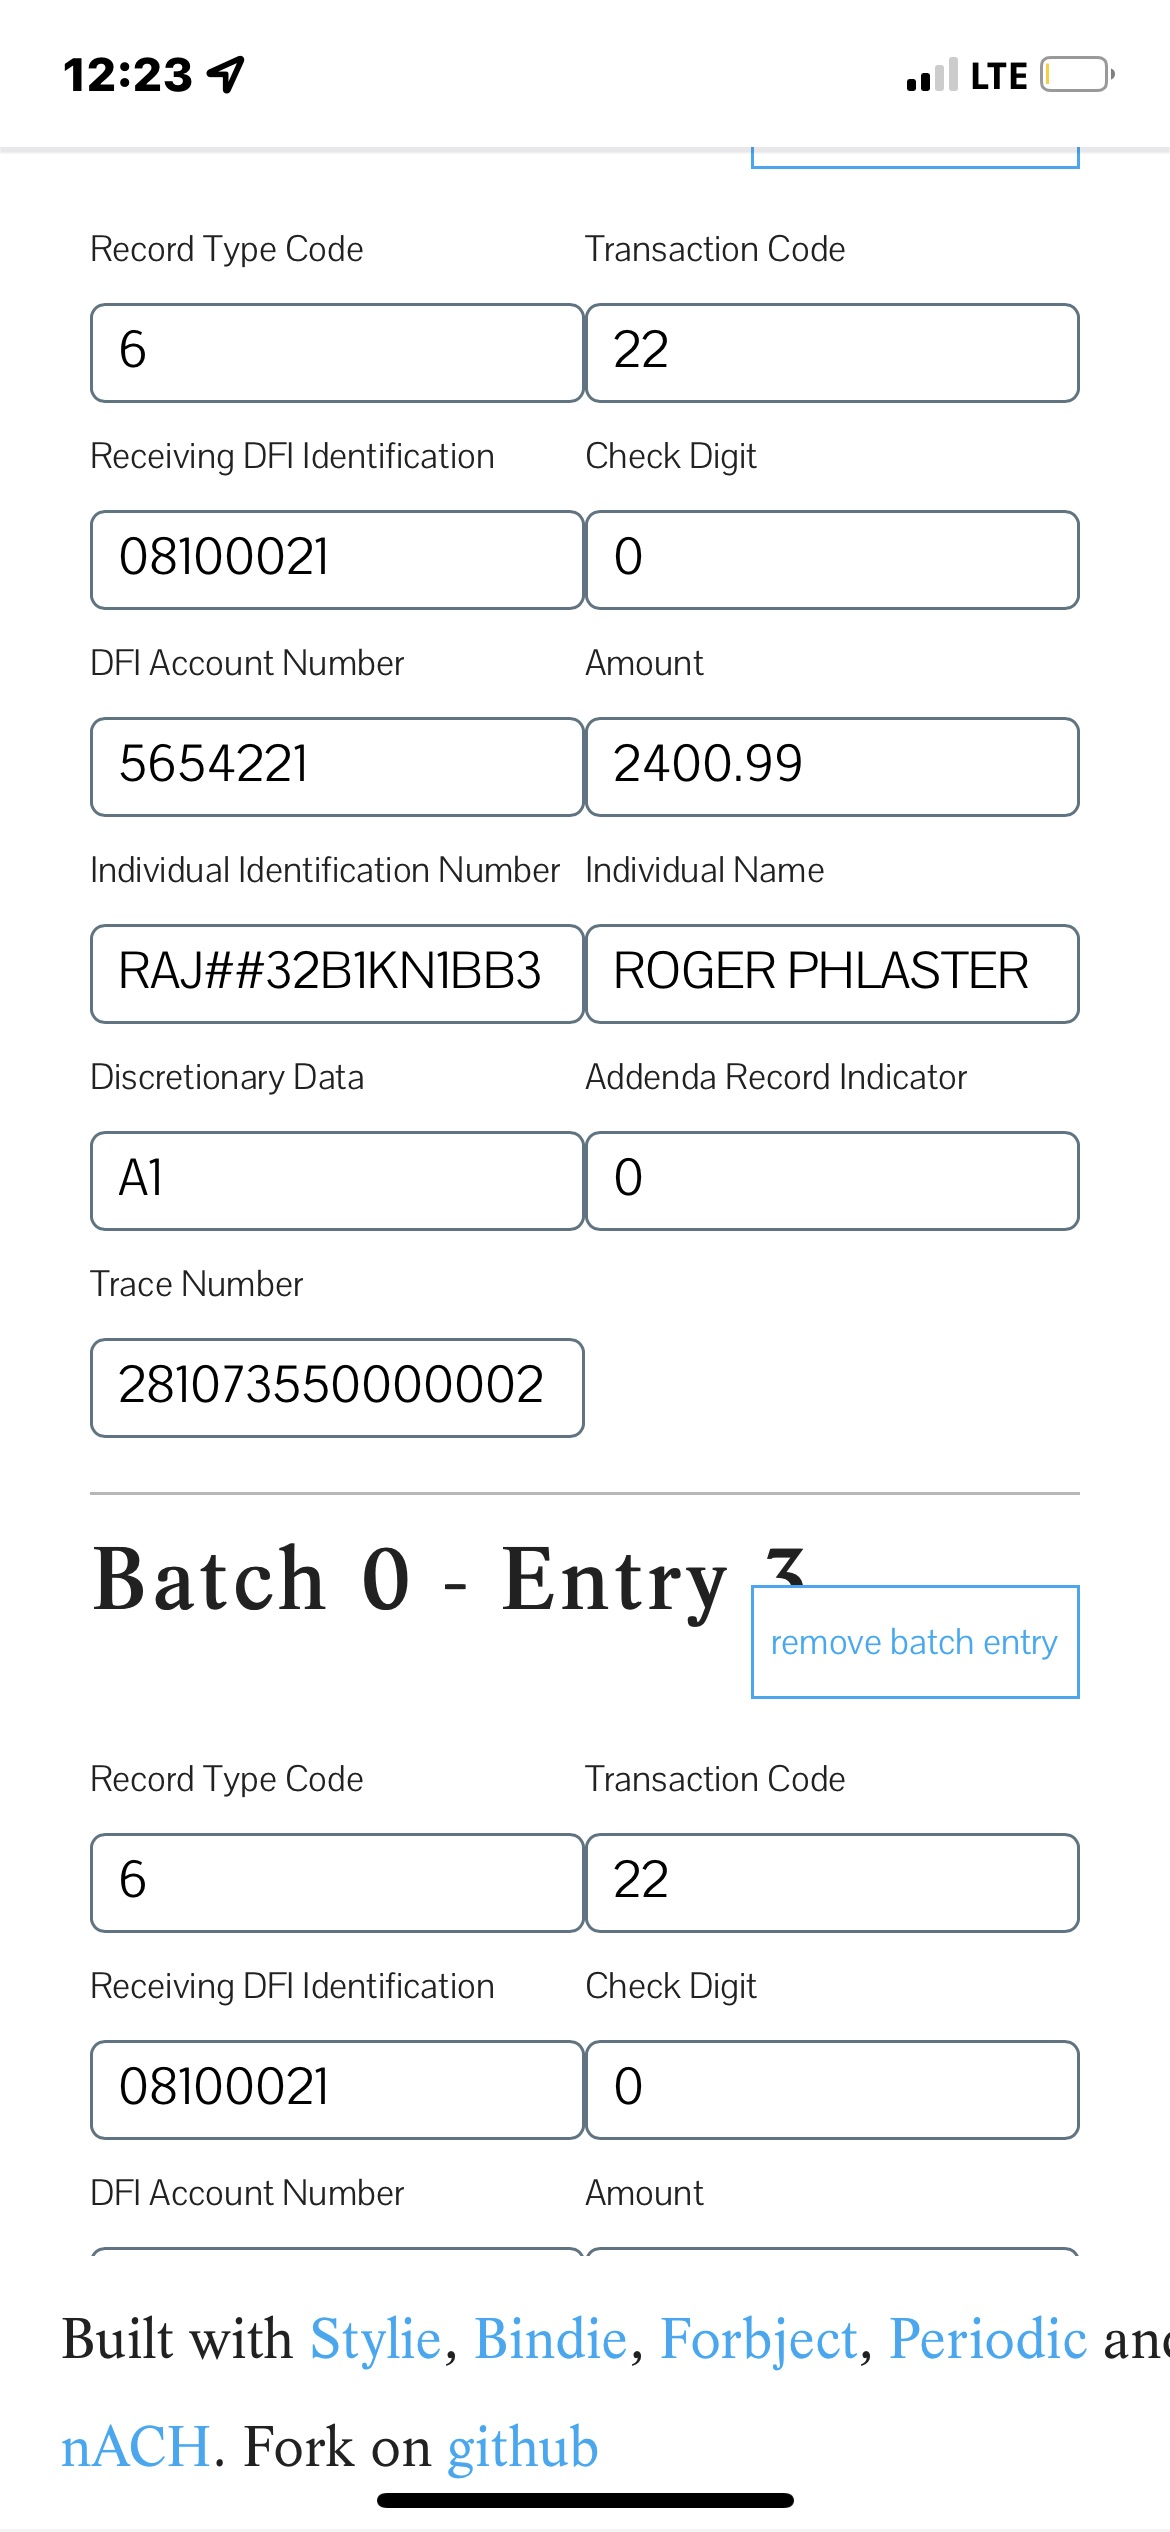 12:23 LTE
Record Type Code Transaction Code
6 22
Receiving DFI Identification Check Digit
08100021 0
DFI Account Number Amount
5654221 2400.99
Individual Identification Number Individual Name
RAJ##32B1KN1BB3 ROGER PHLASTER
Discretionary Data Addenda Record Indicator
A1 0
Trace Number
281073550000002
Batch 0 - Entry 3
remove batch entry
Record Type Code Transaction Code
6 22
Receiving DFI Identification Check Digit
08100021 0
DFI Account Number Amount
Built with Stylie, Bindie, Forbject, Periodic and
nACH. Fork on github